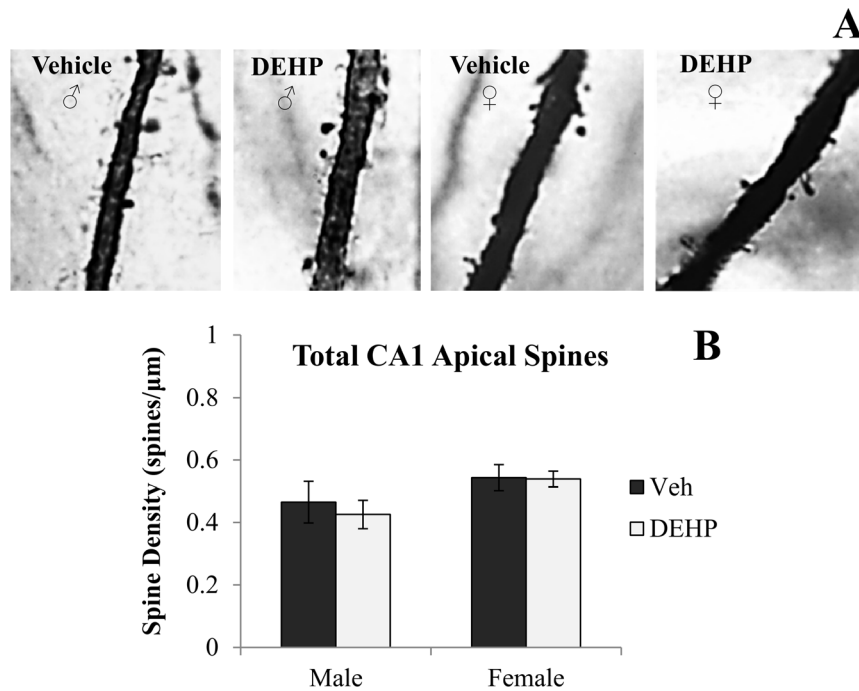 A
Vehicle
♂
DEHP
♂
Vehicle
♀
DEHP
♀
B
Total CA1 Apical Spines
Spine Density (spines/µm)
1
0.8
0.6
0.4
0.2
0
Male
Female
Veh
DEHP